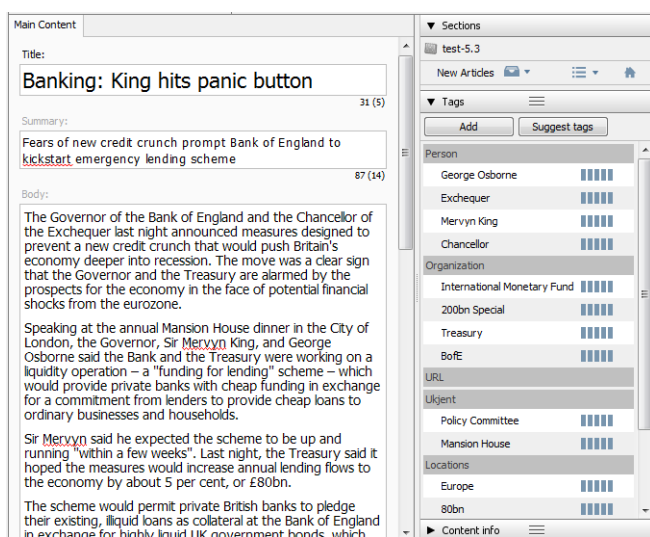 Main Content
Title:
Banking: King hits panic button
31 (5)
Summary:
Fears of new credit crunch prompt Bank of England to
kickstart emergency lending scheme
87 (14)
Body:
The Governor of the Bank of England and the Chancellor of
the Exchequer last night announced measures designed to
prevent a new credit crunch that would push Britain's
economy deeper into recession. The move was a clear sign
that the Governor and the Treasury are alarmed by the
prospects for the economy in the face of potential financial
shocks from the eurozone.
Speaking at the annual Mansion House dinner in the City of
London, the Governor, Sir Mervyn King, and George
Osborne said the Bank and the Treasury were working on a
liquidity operation – a "funding for lending" scheme – which
would provide private banks with cheap funding in exchange
for a commitment from lenders to provide cheap loans to
ordinary businesses and households.
Sir Mervyn said he expected the scheme to be up and
running "within a few weeks". Last night, the Treasury said it
hoped the measures would increase annual lending flows to
the economy by about 5 per cent, or £80bn.
The scheme would permit private British banks to pledge
their existing, illiquid loans as collateral at the Bank of England
in exchange for highly liquid UK government bonds, which
Sections
test-5.3
New Articles
Tags
Add
Suggest tags
Person
George Osborne
Exchequer
Mervyn King
Chancellor
Organization
International Monetary Fund
200bn Special
Treasury
BofE
URL
Ukjent
Policy Committee
Mansion House
Locations
Europe
80bn
Content info